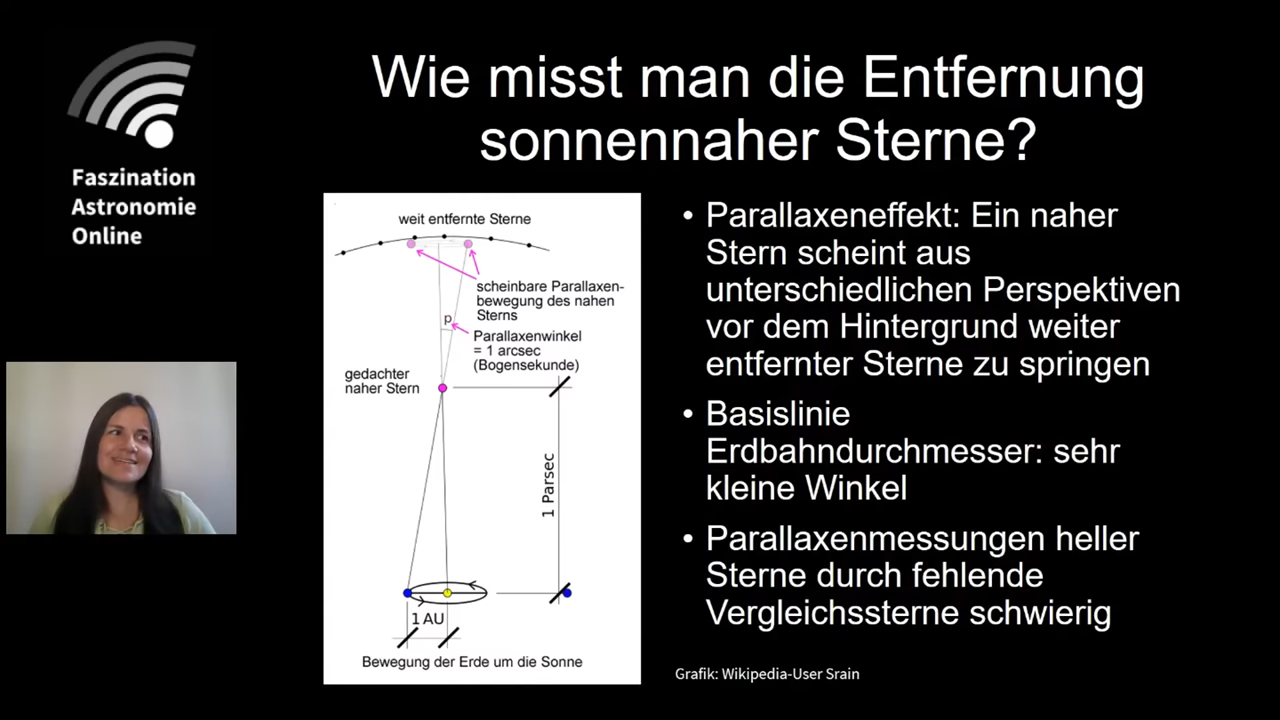 Faszination
Astronomie
Online
Wie misst man die Entfernung
sonnennaher Sterne?
weit entfernte Sterne
scheinbare Parallaxen-
bewegung des nahen
Sterns
p
Parallaxenwinkel
= 1 arcsec
(Bogensekunde)
gedachter
naher Stern
1 Parsec
1 AU
Bewegung der Erde um die Sonne
• Parallaxeneffekt: Ein naher
Stern scheint aus
unterschiedlichen Perspektiven
vor dem Hintergrund weiter
entfernter Sterne zu springen
• Basislinie
Erdbahndurchmesser: sehr
kleine Winkel
• Parallaxenmessungen heller
Sterne durch fehlende
Vergleichssterne schwierig
Grafik: Wikipedia-User Srain